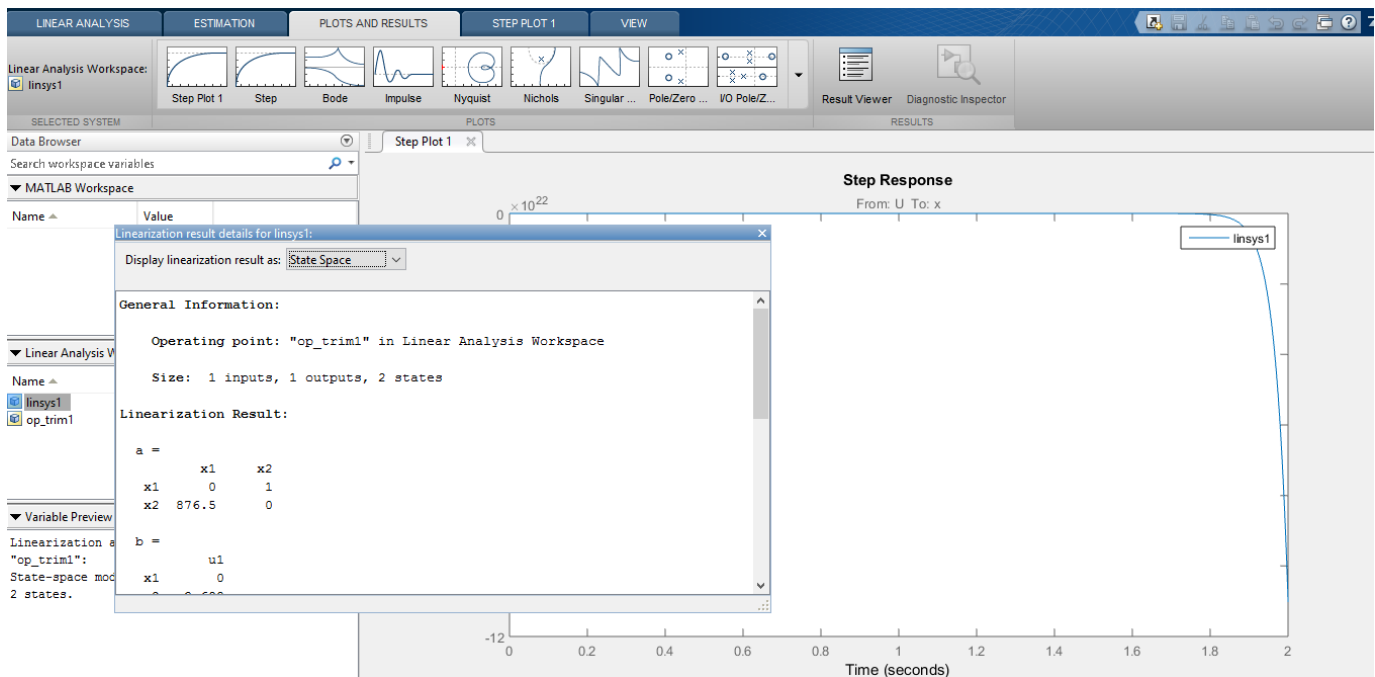 LINEAR ANALYSIS ESTIMATION PLOTS AND RESULTS STEP PLOT 1 VIEW
Linear Analysis Workspace:
linsys1
Step Plot 1 Step Bode Impulse Nyquist Nichols Singular ... Pole/Zero ... I/O Pole/Z...
Result Viewer Diagnostic Inspector
SELECTED SYSTEM PLOTS RESULTS
Data Browser
Search workspace variables
MATLAB Workspace
Name Value
Linear Analysis W
Name
linsys1
op_trim1
Variable Preview
Linearization a
"op_trim1":
State-space mod
2 states.
Step Plot 1
Linearization result details for linsys1:
Display linearization result as: State Space
General Information:
Operating point: "op_trim1" in Linear Analysis Workspace
Size: 1 inputs, 1 outputs, 2 states
Linearization Result:
a =
x1 x2
x1 0 1
x2 876.5 0
b =
u1
x1 0
Step Response
From: U To: x
0 ×10^22
linsys1
-12
0 0.2 0.4 0.6 0.8 1 1.2 1.4 1.6 1.8 2
Time (seconds)